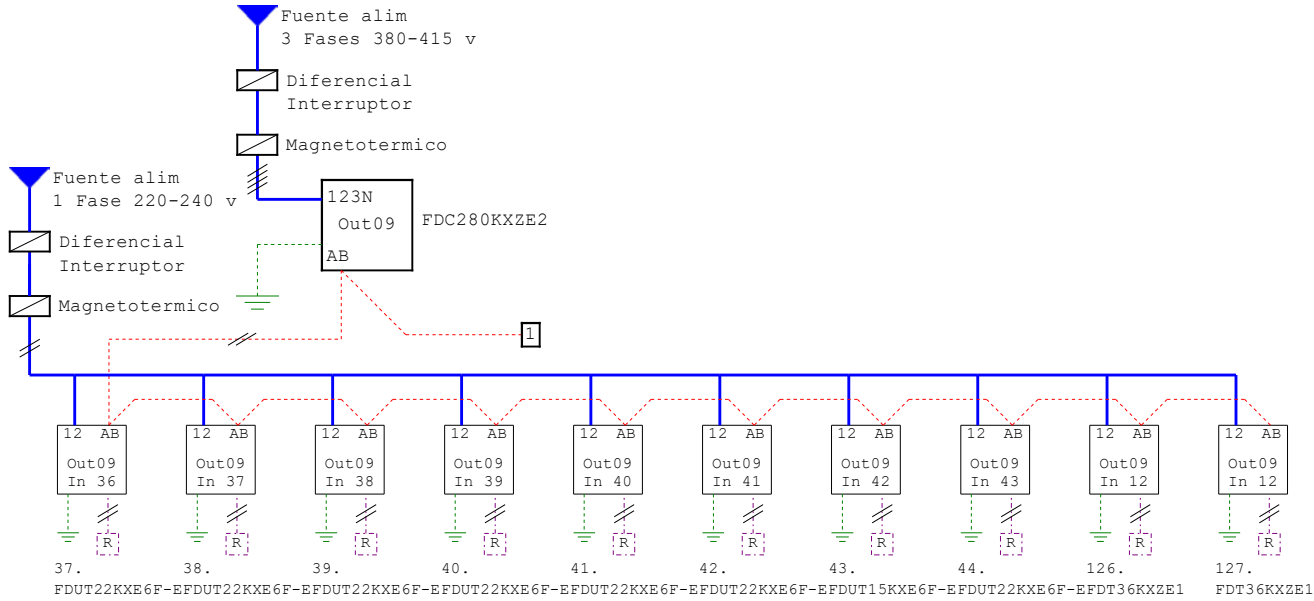 Fuente alim
3 Fases 380-415 v
Diferencial
Interruptor
Magnetotermico
Fuente alim
1 Fase 220-240 v
Diferencial
Interruptor
Magnetotermico
123N
Out09
AB
FDC280KXZE2
1
12 AB 12 AB 12 AB 12 AB 12 AB 12 AB 12 AB 12 AB 12 AB 12 AB
Out09 Out09 Out09 Out09 Out09 Out09 Out09 Out09 Out09 Out09
In 36 In 37 In 38 In 39 In 40 In 41 In 42 In 43 In 12 In 12
R R R R R R R R R R
37. 38. 39. 40. 41. 42. 43. 44. 126. 127.
FDUT22KXE6F-EFDUT22KXE6F-EFDUT22KXE6F-EFDUT22KXE6F-EFDUT22KXE6F-EFDUT22KXE6F-EFDUT15KXE6F-EFDUT22KXE6F-EFDT36KXZE1 FDT36KXZE1